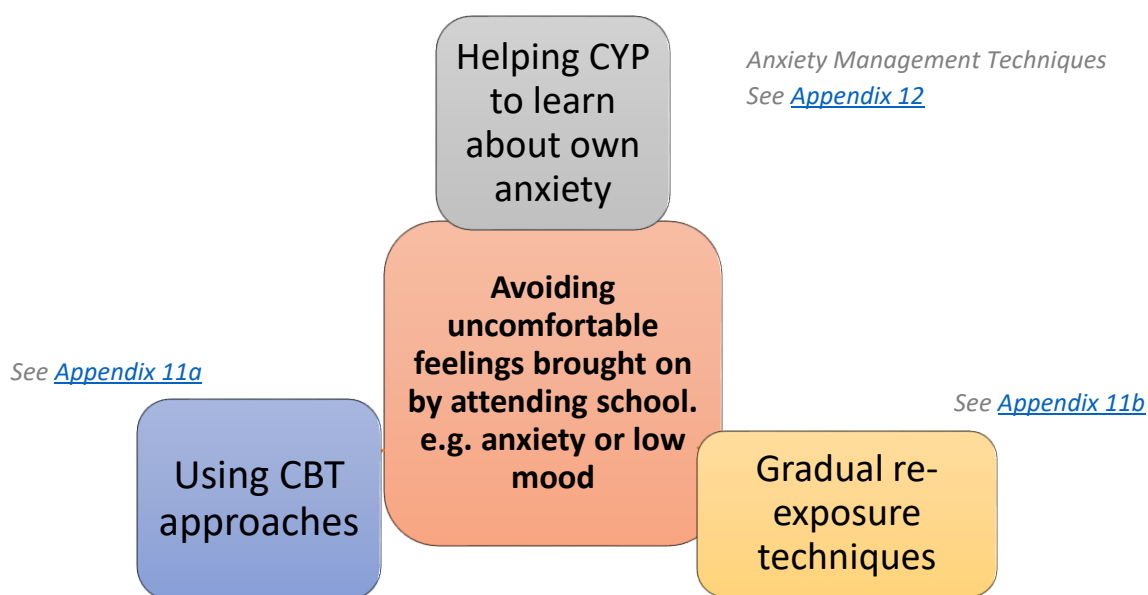 Helping CYP
to learn
about own
anxiety
Anxiety Management Techniques
See Appendix 12
Avoiding
uncomfortable
feelings brought on
by attending school.
e.g. anxiety or low
mood
See Appendix 11a
Using CBT
approaches
See Appendix 11b
Gradual re-
exposure
techniques